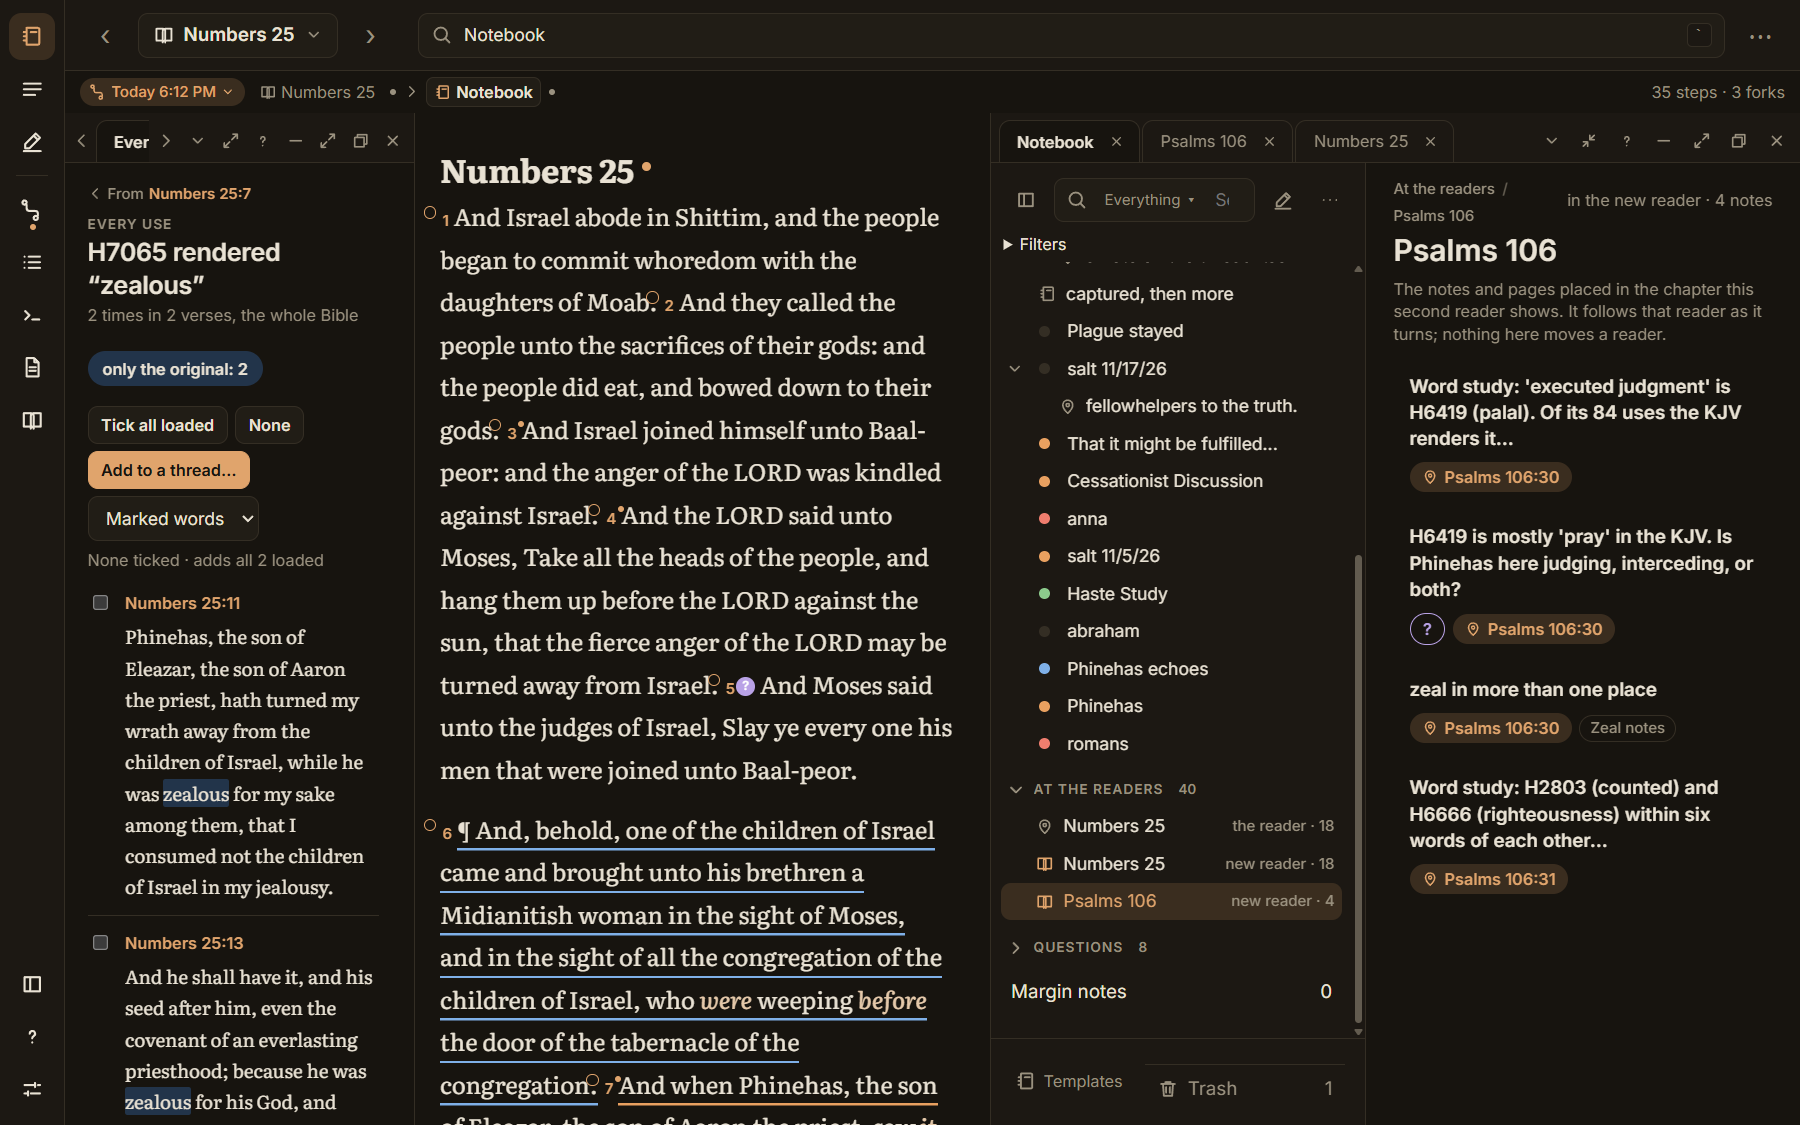 Numbers 25
Notebook
`
Today 6:12 PM
Numbers 25
Notebook
35 steps · 3 forks
Ever
?
From Numbers 25:7
EVERY USE
H7065 rendered
“zealous”
2 times in 2 verses, the whole Bible
only the original: 2
Tick all loaded
None
Add to a thread...
Marked words
None ticked · adds all 2 loaded
Numbers 25:11
Phinehas, the son of
Eleazar, the son of Aaron
the priest, hath turned my
wrath away from the
children of Israel, while he
was zealous for my sake
among them, that I
consumed not the children
of Israel in my jealousy.
Numbers 25:13
And he shall have it, and his
seed after him, even the
covenant of an everlasting
priesthood; because he was
zealous for his God, and
?
Numbers 25
1 And Israel abode in Shittim, and the people
began to commit whoredom with the
daughters of Moab. 2 And they called the
people unto the sacrifices of their gods: and
the people did eat, and bowed down to their
gods. 3 And Israel joined himself unto Baal-
peor: and the anger of the LORD was kindled
against Israel. 4 And the LORD said unto
Moses, Take all the heads of the people, and
hang them up before the LORD against the
sun, that the fierce anger of the LORD may be
turned away from Israel. 5 ? And Moses said
unto the judges of Israel, Slay ye every one his
men that were joined unto Baal-peor.
6 ¶ And, behold, one of the children of Israel
came and brought unto his brethren a
Midianitish woman in the sight of Moses,
and in the sight of all the congregation of the
children of Israel, who were weeping before
the door of the tabernacle of the
congregation. 7 And when Phinehas, the son
of Eleazar, the son of Aaron the priest, saw it,
Notebook
Psalms 106
Numbers 25
?
Everything
Filters
captured, then more
Plague stayed
salt 11/17/26
fellowhelpers to the truth.
That it might be fulfilled...
Cessationist Discussion
anna
salt 11/5/26
Haste Study
abraham
Phinehas echoes
Phinehas
romans
AT THE READERS 40
Numbers 25 the reader · 18
Numbers 25 new reader · 18
Psalms 106 new reader · 4
QUESTIONS 8
Margin notes 0
Templates
Trash 1
At the readers /
Psalms 106
in the new reader · 4 notes
Psalms 106
The notes and pages placed in the chapter this
second reader shows. It follows that reader as it
turns; nothing here moves a reader.
Word study: 'executed judgment' is
H6419 (palal). Of its 84 uses the KJV
renders it...
Psalms 106:30
H6419 is mostly 'pray' in the KJV. Is
Phinehas here judging, interceding, or
both?
? Psalms 106:30
zeal in more than one place
Psalms 106:30 Zeal notes
Word study: H2803 (counted) and
H6666 (righteousness) within six
words of each other...
Psalms 106:31